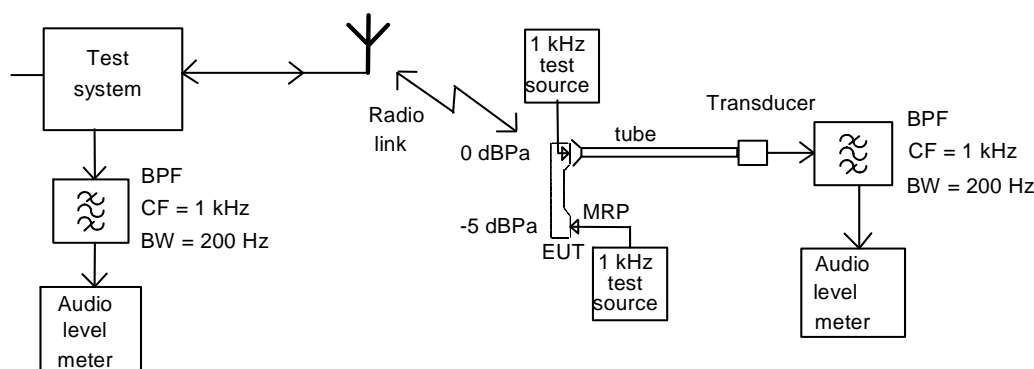 Test
system
BPF
CF = 1 kHz
BW = 200 Hz
Audio
level
meter
Radio
link
1 kHz
test
source
0 dBPa
-5 dBPa
EUT
MRP
1 kHz
test
source
tube
Transducer
BPF
CF = 1 kHz
BW = 200 Hz
Audio
level
meter